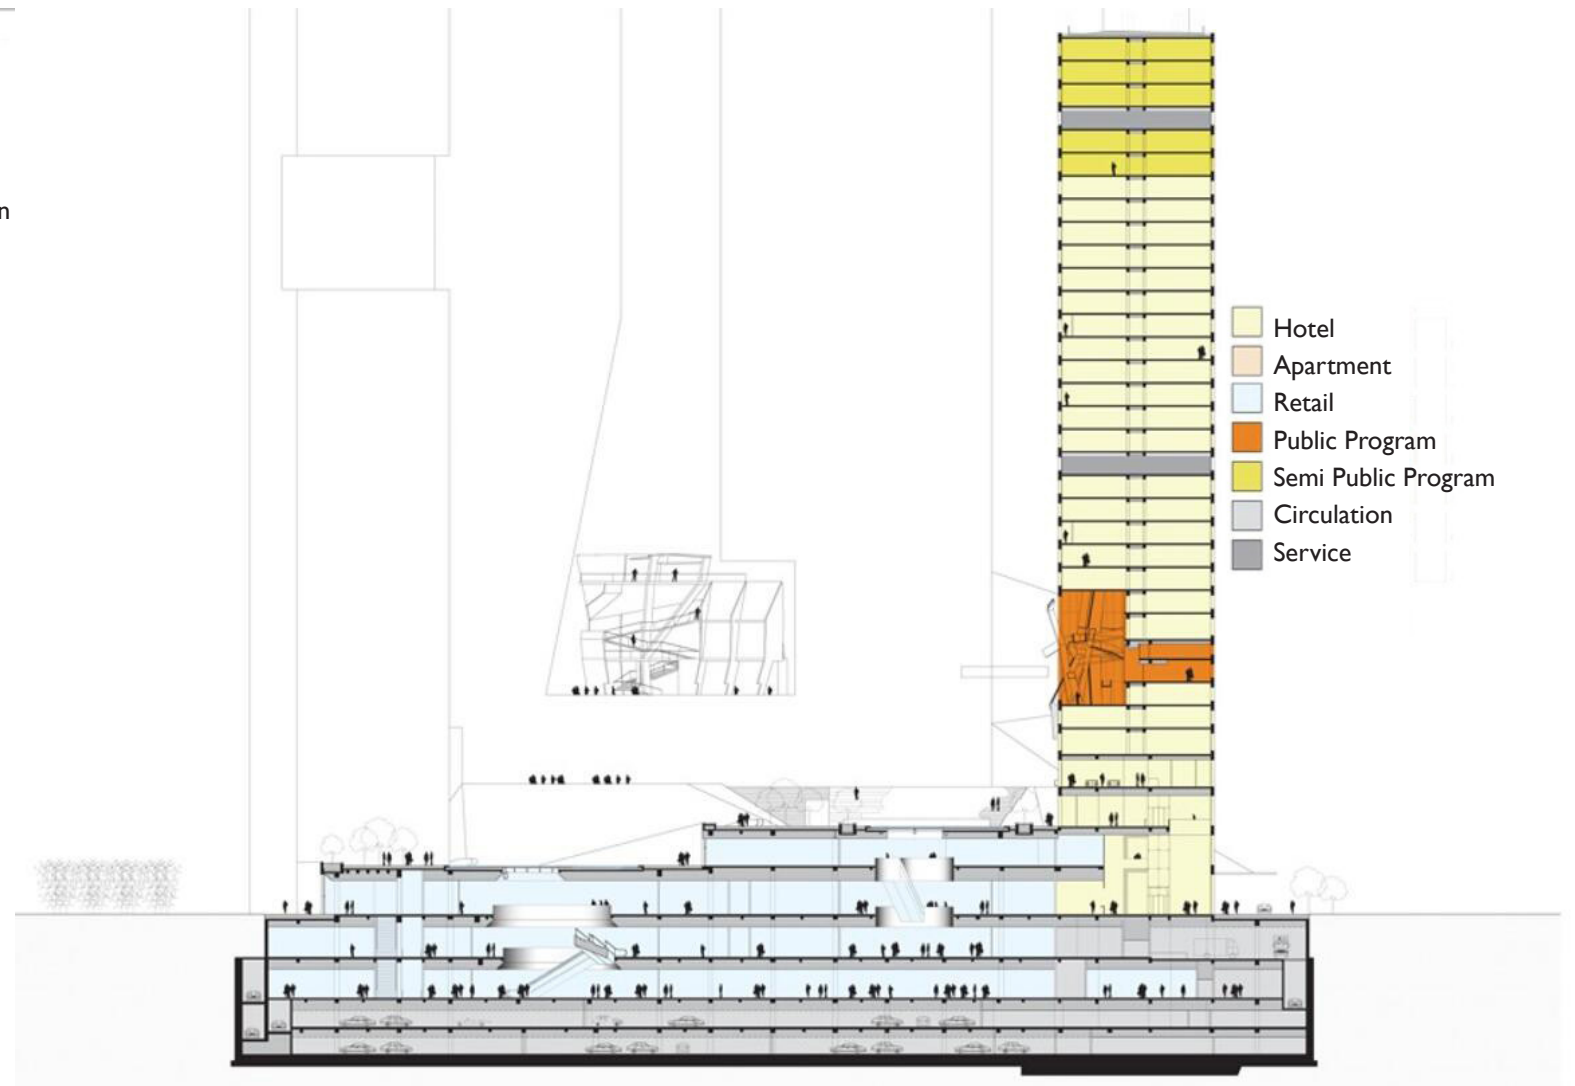 n
Hotel
Apartment
Retail
Public Program
Semi Public Program
Circulation
Service